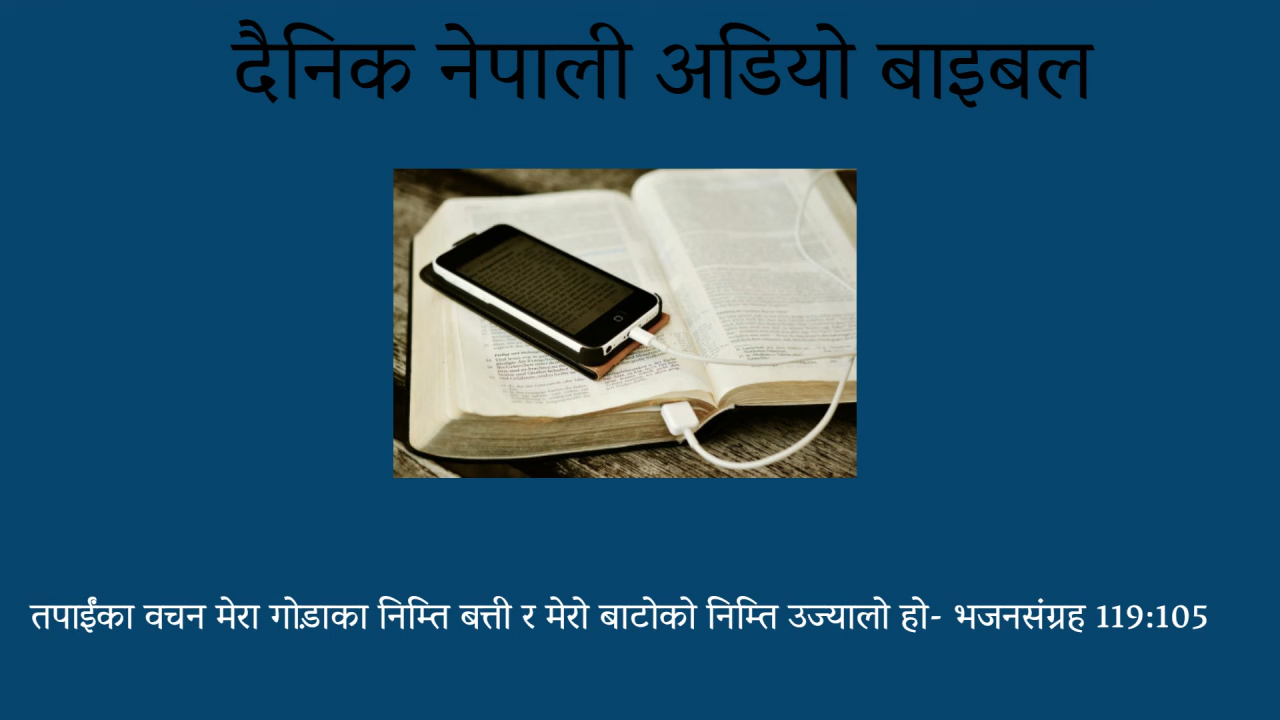 दैनिक नेपाली अडियो बाइबल
तपाईंका वचन मेरा गोड़ाका निम्ति बत्ती र मेरो बाटोको निम्ति उज्यालो हो- भजनसंग्रह 119:105